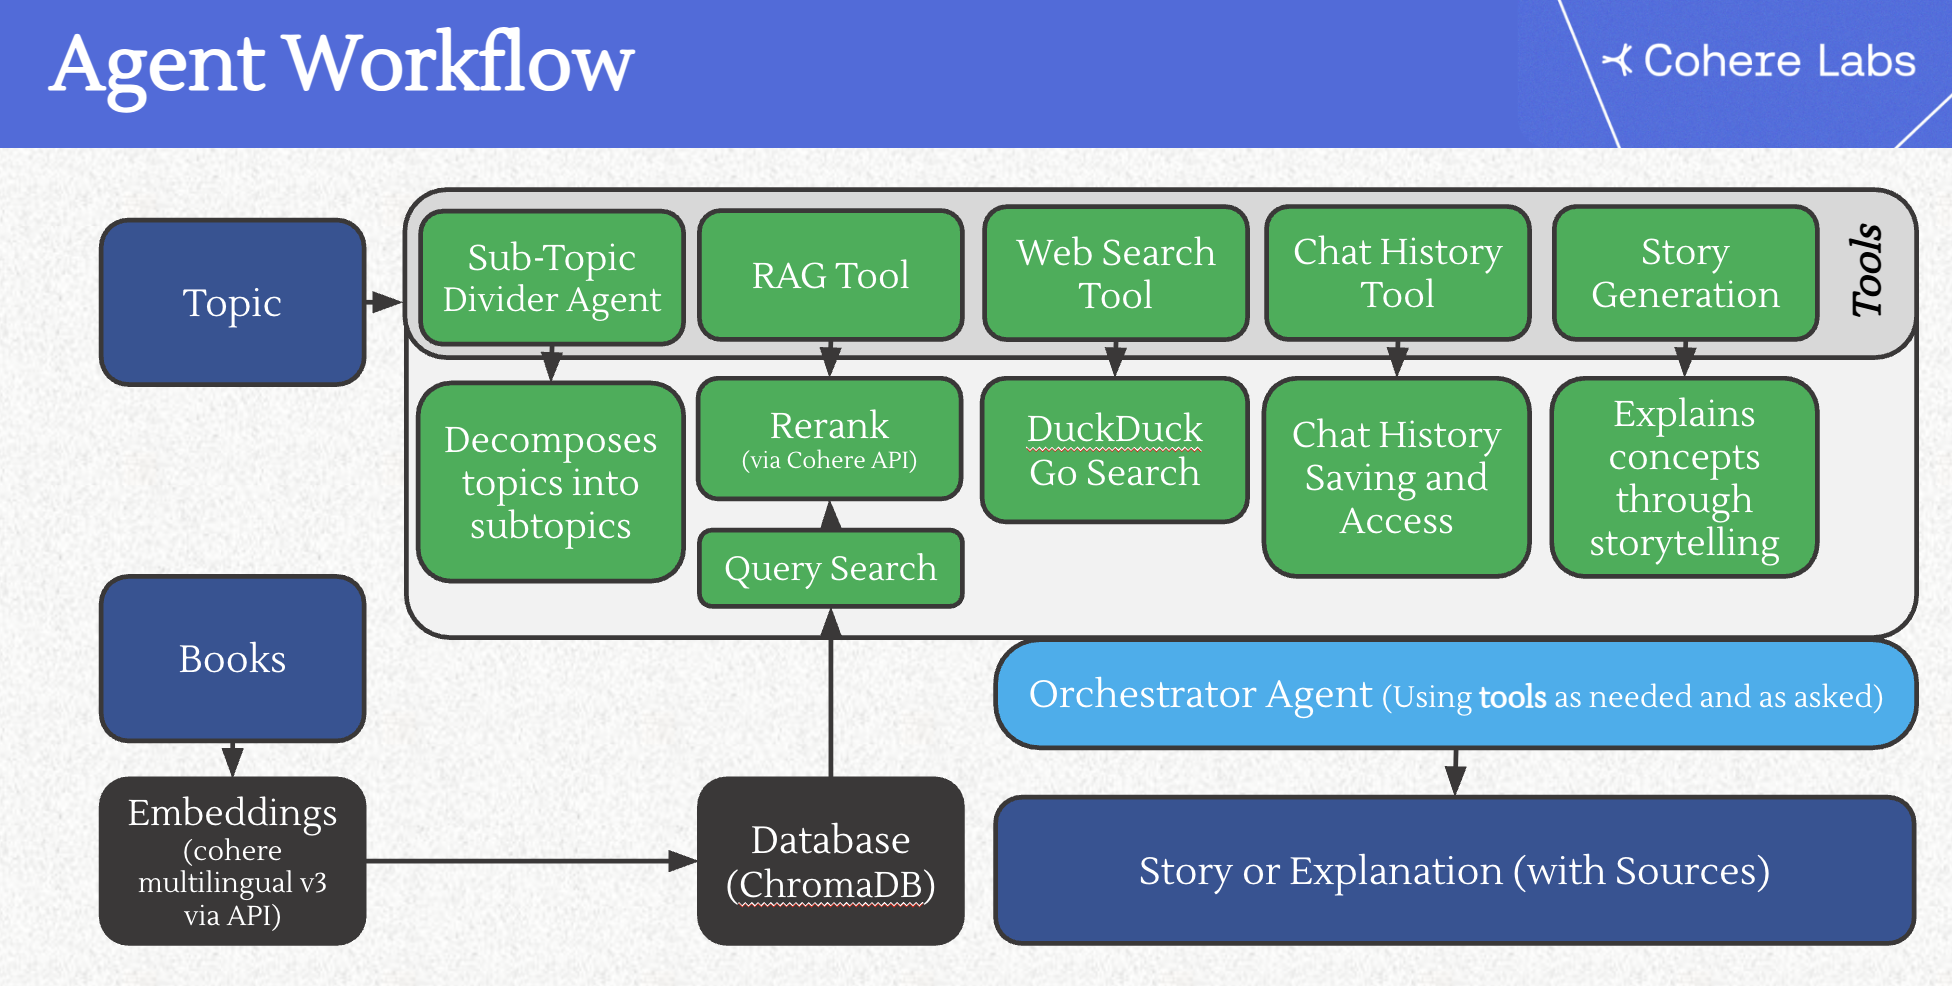 Agent Workflow
Cohere Labs
Topic
Sub-Topic
Divider Agent
RAG Tool
Web Search
Tool
Chat History
Tool
Story
Generation
Tools
Decomposes
topics into
subtopics
Rerank
(via Cohere API)
Query Search
DuckDuck
Go Search
Chat History
Saving and
Access
Explains
concepts
through
storytelling
Books
Orchestrator Agent (Using tools as needed and as asked)
Embeddings
(cohere
multilingual v3
via API)
Database
(ChromaDB)
Story or Explanation (with Sources)